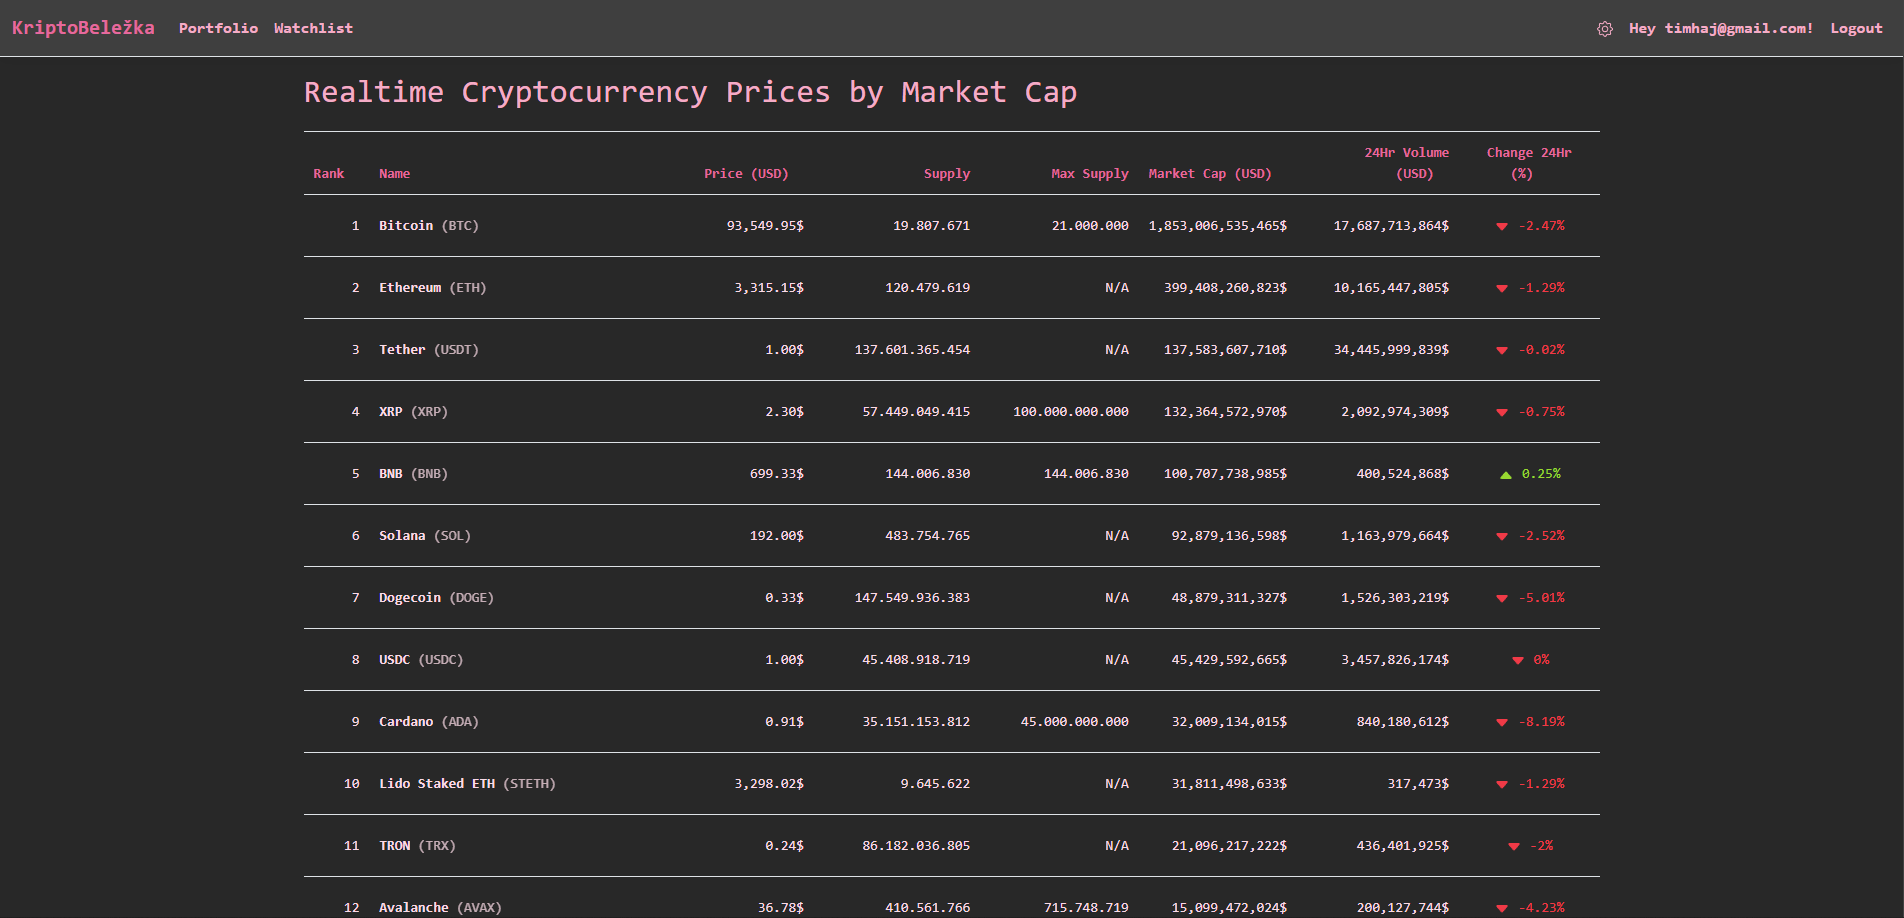 KriptoBeležka Portfolio Watchlist Hey timhaj@gmail.com! Logout
Realtime Cryptocurrency Prices by Market Cap
Rank Name Price (USD) Supply Max Supply Market Cap (USD) 24Hr Volume (USD) Change 24Hr (%)
1 Bitcoin (BTC) 93,549.95$ 19.807.671 21.000.000 1,853,006,535,465$ 17,687,713,864$ -2.47%
2 Ethereum (ETH) 3,315.15$ 120.479.619 N/A 399,408,260,823$ 10,165,447,805$ -1.29%
3 Tether (USDT) 1.00$ 137.601.365.454 N/A 137,583,607,710$ 34,445,999,839$ -0.02%
4 XRP (XRP) 2.30$ 57.449.049.415 100.000.000.000 132,364,572,970$ 2,092,974,309$ -0.75%
5 BNB (BNB) 699.33$ 144.006.830 144.006.830 100,707,738,985$ 400,524,868$ 0.25%
6 Solana (SOL) 192.00$ 483.754.765 N/A 92,879,136,598$ 1,163,979,664$ -2.52%
7 Dogecoin (DOGE) 0.33$ 147.549.936.383 N/A 48,879,311,327$ 1,526,303,219$ -5.01%
8 USDC (USDC) 1.00$ 45.408.918.719 N/A 45,429,592,665$ 3,457,826,174$ 0%
9 Cardano (ADA) 0.91$ 35.151.153.812 45.000.000.000 32,009,134,015$ 840,180,612$ -8.19%
10 Lido Staked ETH (STETH) 3,298.02$ 9.645.622 N/A 31,811,498,633$ 317,473$ -1.29%
11 TRON (TRX) 0.24$ 86.182.036.805 N/A 21,096,217,222$ 436,401,925$ -2%
12 Avalanche (AVAX) 36.78$ 410.561.766 715.748.719 15,099,472,024$ 200,127,744$ -4.23%